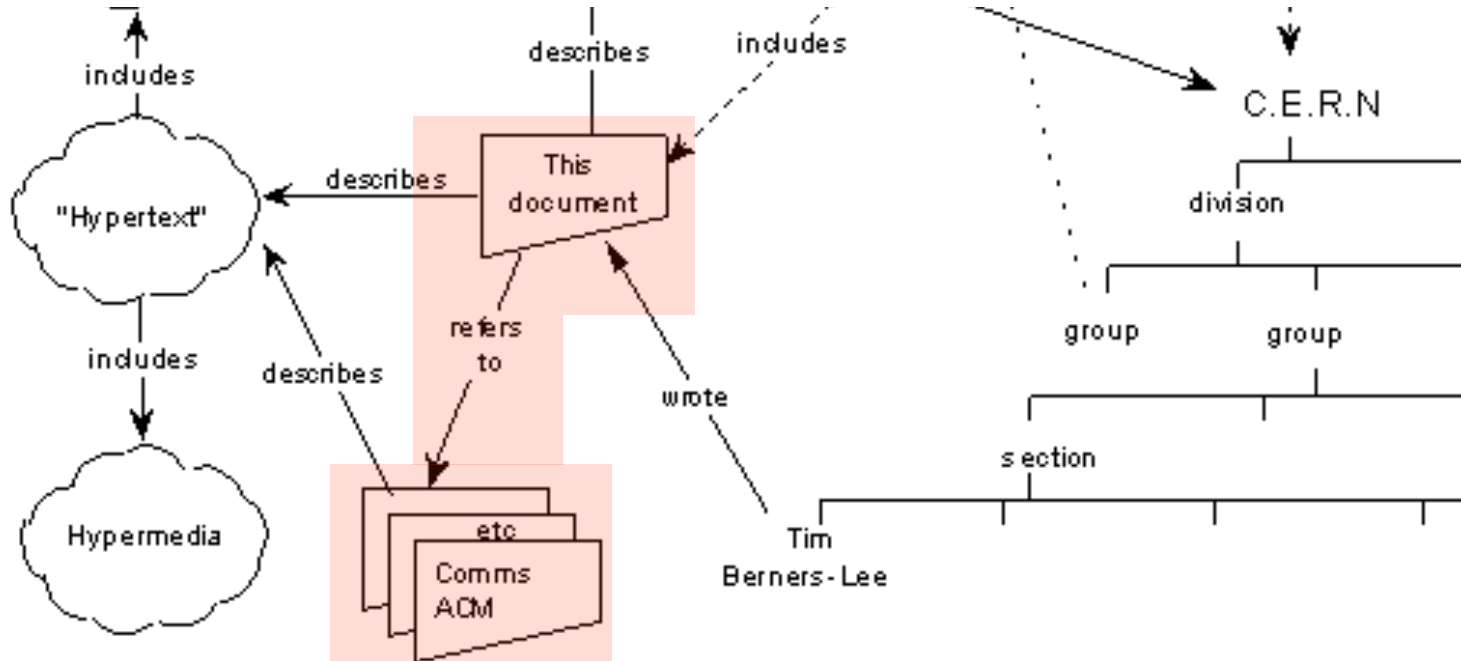 describes
includes
includes
C.E.R.N
This
document
describes
division
"Hypertext"
refers
to
group
group
includes
describes
wrote
section
etc
Hypermedia
Tim
Berners-Lee
Comms
ACM